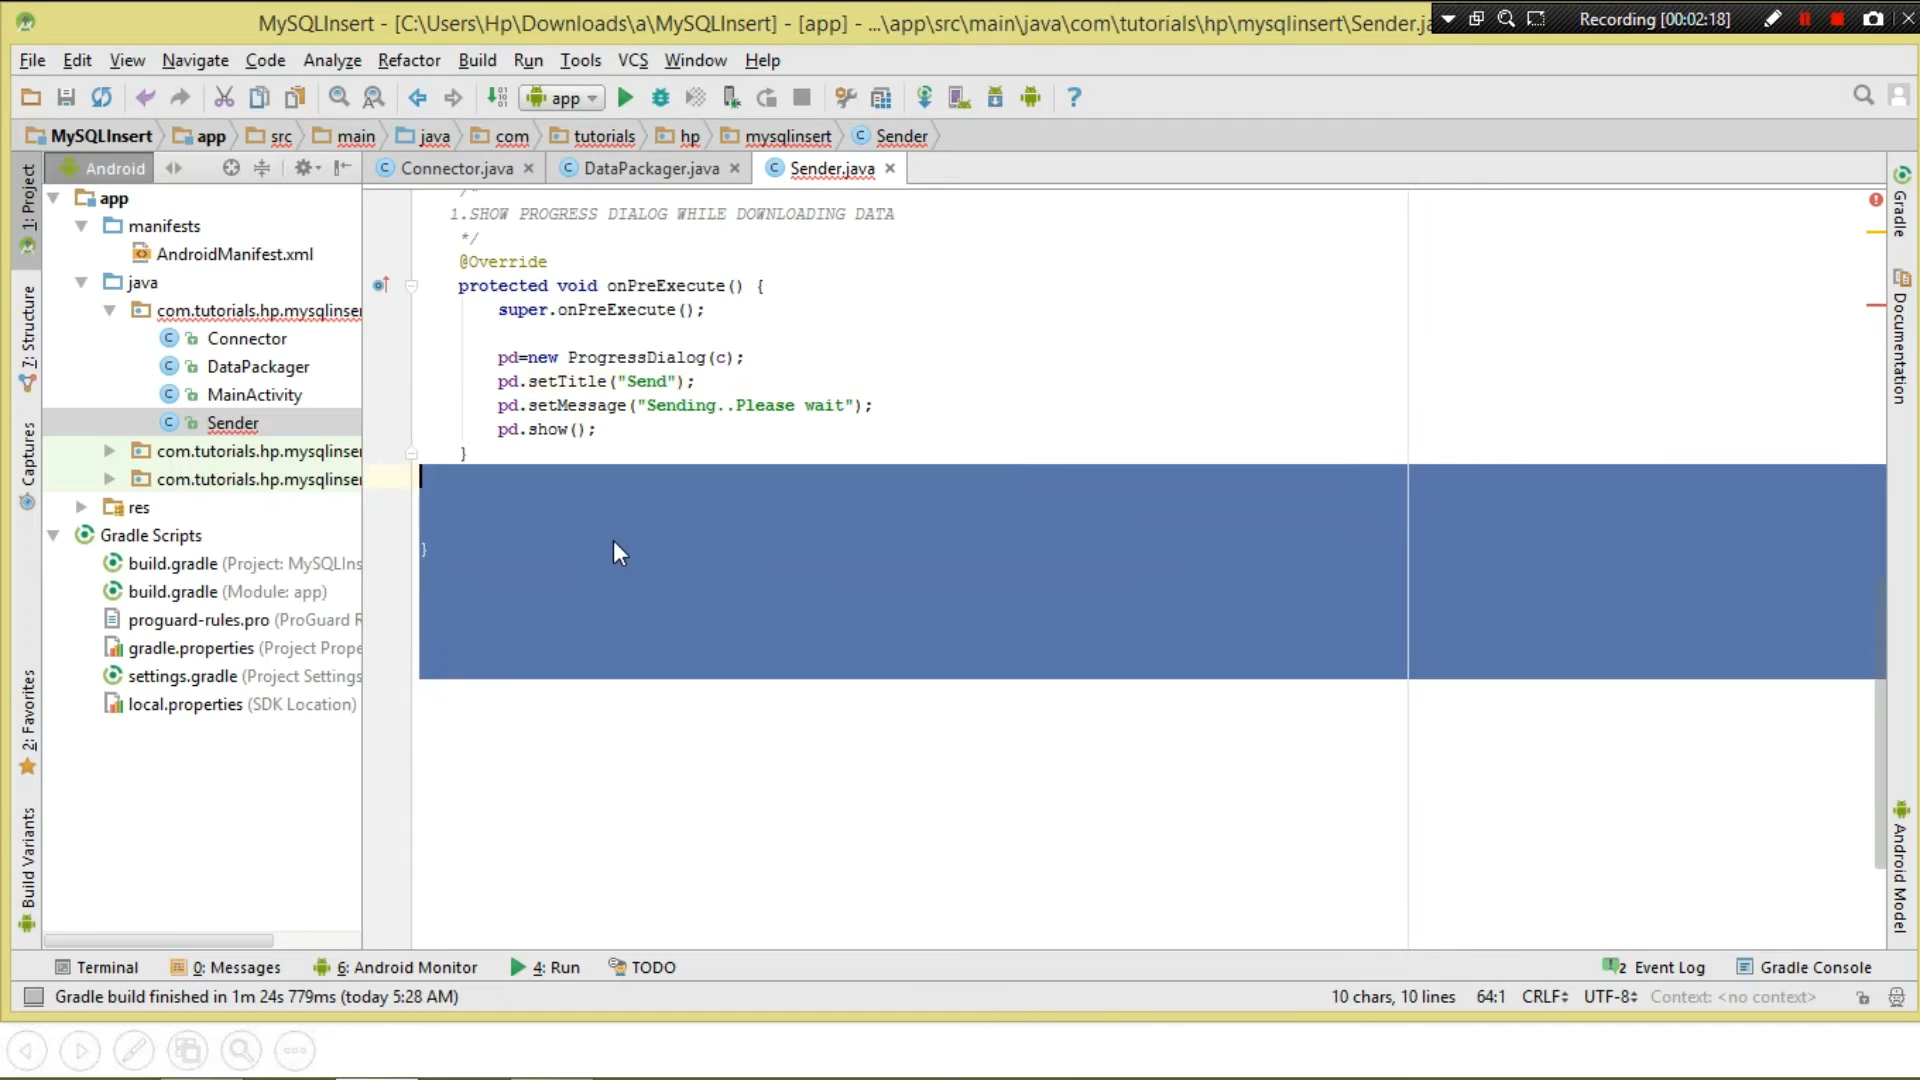 MySQLInsert - [C:\Users\Hp\Downloads\a\MySQLInsert] - [app] - ...\app\src\main\java\com\tutorials\hp\mysqlinsert\Sender.ja
Recording [00:02:18]
File Edit View Navigate Code Analyze Refactor Build Run Tools VCS Window Help
app
MySQLInsert app src main java com tutorials hp mysqlinsert Sender
Android
Connector.java
DataPackager.java
Sender.java
1: Project
7: Structure
Captures
2: Favorites
Build Variants
app
manifests
AndroidManifest.xml
java
com.tutorials.hp.mysqlinser
Connector
DataPackager
MainActivity
Sender
com.tutorials.hp.mysqlinser
com.tutorials.hp.mysqlinser
res
Gradle Scripts
build.gradle (Project: MySQLIns
build.gradle (Module: app)
proguard-rules.pro (ProGuard R
gradle.properties (Project Prope
settings.gradle (Project Settings
local.properties (SDK Location)
/*
1.SHOW PROGRESS DIALOG WHILE DOWNLOADING DATA
*/
@Override
protected void onPreExecute() {
super.onPreExecute();
pd=new ProgressDialog(c);
pd.setTitle("Send");
pd.setMessage("Sending..Please wait");
pd.show();
}
}
Gradle
Documentation
Android Model
Terminal 0: Messages 6: Android Monitor 4: Run TODO
2 Event Log Gradle Console
Gradle build finished in 1m 24s 779ms (today 5:28 AM)
10 chars, 10 lines 64:1 CRLF UTF-8 Context: <no context>